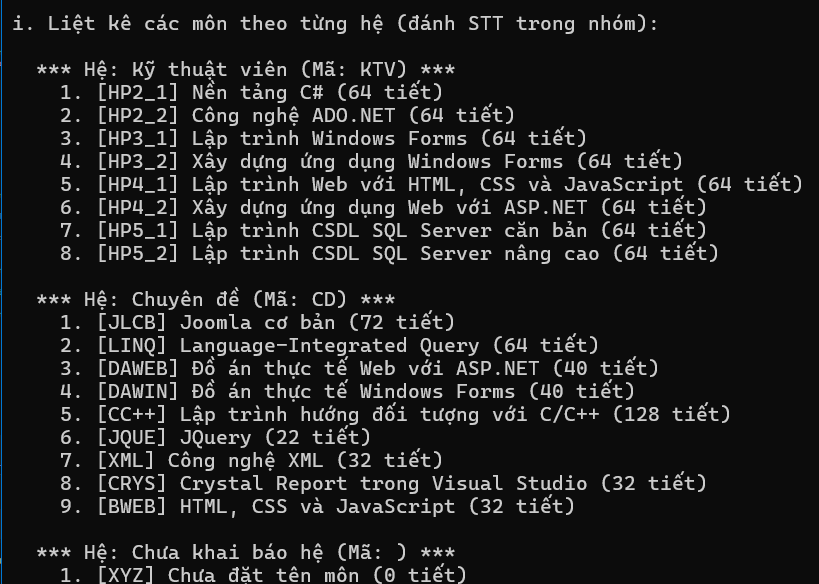 i. Liệt kê các môn theo từng hệ (đánh STT trong nhóm):
*** Hệ: Kỹ thuật viên (Mã: KTV) ***
1. [HP2_1] Nền tảng C# (64 tiết)
2. [HP2_2] Công nghệ ADO.NET (64 tiết)
3. [HP3_1] Lập trình Windows Forms (64 tiết)
4. [HP3_2] Xây dựng ứng dụng Windows Forms (64 tiết)
5. [HP4_1] Lập trình Web với HTML, CSS và JavaScript (64 tiết)
6. [HP4_2] Xây dựng ứng dụng Web với ASP.NET (64 tiết)
7. [HP5_1] Lập trình CSDL SQL Server căn bản (64 tiết)
8. [HP5_2] Lập trình CSDL SQL Server nâng cao (64 tiết)
*** Hệ: Chuyên đề (Mã: CD) ***
1. [JLCB] Joomla cơ bản (72 tiết)
2. [LINQ] Language-Integrated Query (64 tiết)
3. [DAWEB] Đồ án thực tế Web với ASP.NET (40 tiết)
4. [DAWIN] Đồ án thực tế Windows Forms (40 tiết)
5. [CC++] Lập trình hướng đối tượng với C/C++ (128 tiết)
6. [JQUE] JQuery (22 tiết)
7. [XML] Công nghệ XML (32 tiết)
8. [CRYS] Crystal Report trong Visual Studio (32 tiết)
9. [BWEB] HTML, CSS và JavaScript (32 tiết)
*** Hệ: Chưa khai báo hệ (Mã: ) ***
1. [XYZ] Chưa đặt tên môn (0 tiết)